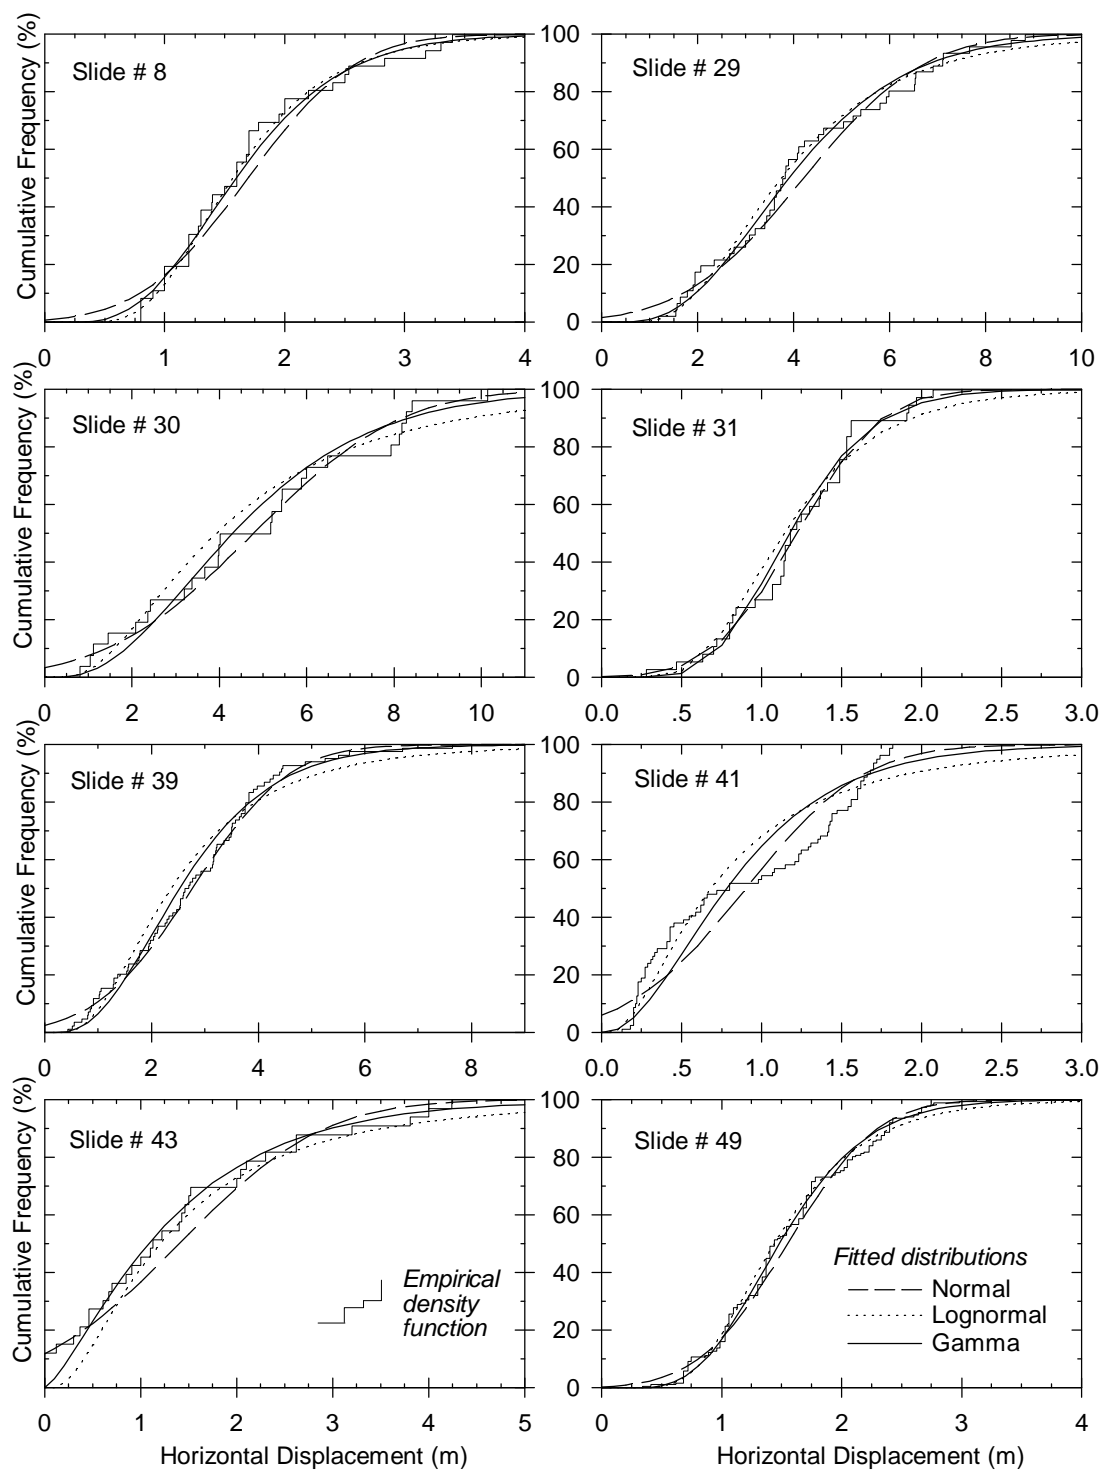 Cumulative Frequency (%)
Slide # 8
0 1 2 3 4
100
80
60
40
20
0
Slide # 29
0 2 4 6 8 10
Cumulative Frequency (%)
Slide # 30
0 2 4 6 8 10
100
80
60
40
20
0
Slide # 31
0.0 .5 1.0 1.5 2.0 2.5 3.0
Cumulative Frequency (%)
Slide # 39
0 2 4 6 8
100
80
60
40
20
0
Slide # 41
0.0 .5 1.0 1.5 2.0 2.5 3.0
Cumulative Frequency (%)
Slide # 43
Empirical
density
function
0 1 2 3 4 5
Horizontal Displacement (m)
100
80
60
40
20
0
Slide # 49
Fitted distributions
Normal
Lognormal
Gamma
0 1 2 3 4
Horizontal Displacement (m)